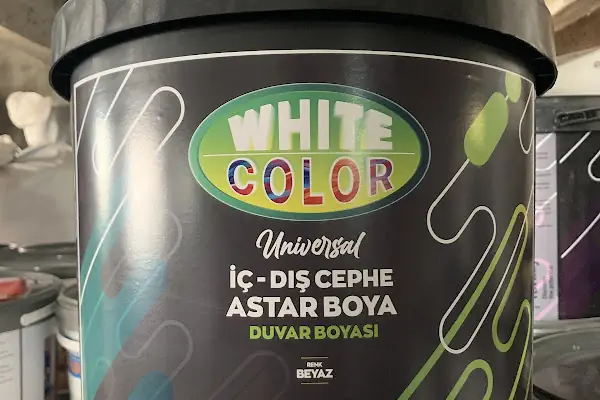 WHITE
COLOR
Universal
İÇ - DIŞ CEPHE
ASTAR BOYA
DUVAR BOYASI
RENK
BEYAZ